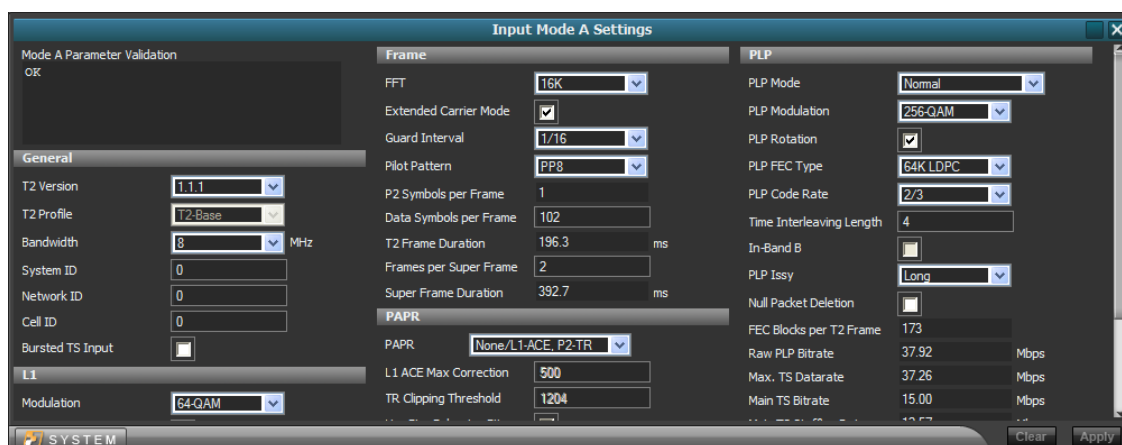 Input Mode A Settings
Mode A Parameter Validation
OK
General
T2 Version 1.1.1
T2 Profile T2-Base
Bandwidth 8 MHz
System ID 0
Network ID 0
Cell ID 0
Bursted TS Input
L1
Modulation 64-QAM
Frame
FFT 16K
Extended Carrier Mode
Guard Interval 1/16
Pilot Pattern PP8
P2 Symbols per Frame 1
Data Symbols per Frame 102
T2 Frame Duration 196.3 ms
Frames per Super Frame 2
Super Frame Duration 392.7 ms
PAPR
PAPR None/L1-ACE, P2-TR
L1 ACE Max Correction 500
TR Clipping Threshold 1204
PLP
PLP Mode Normal
PLP Modulation 256-QAM
PLP Rotation
PLP FEC Type 64K LDPC
PLP Code Rate 2/3
Time Interleaving Length 4
In-Band B
PLP Issy Long
Null Packet Deletion
FEC Blocks per T2 Frame 173
Raw PLP Bitrate 37.92 Mbps
Max. TS Datarate 37.26 Mbps
Main TS Bitrate 15.00 Mbps
SYSTEM
Clear Apply